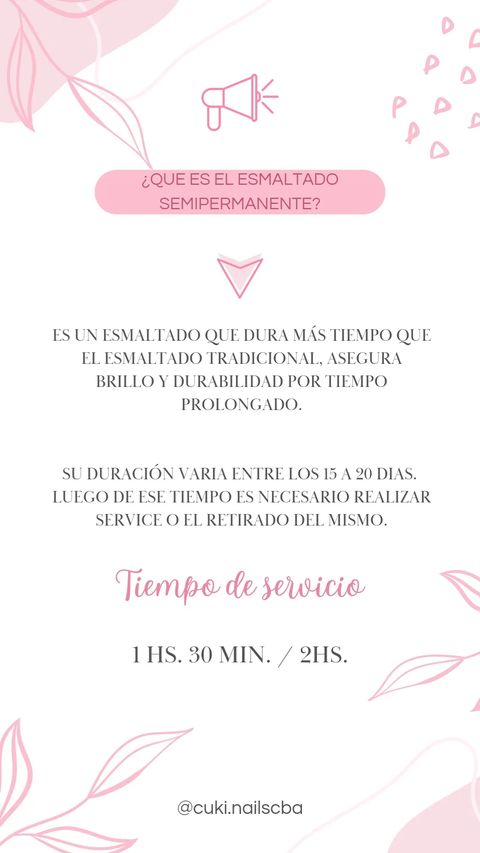 ¿QUE ES EL ESMALTADO
SEMIPERMANENTE?
ES UN ESMALTADO QUE DURA MÁS TIEMPO QUE
EL ESMALTADO TRADICIONAL, ASEGURA
BRILLO Y DURABILIDAD POR TIEMPO
PROLONGADO.
SU DURACIÓN VARIA ENTRE LOS 15 A 20 DIAS.
LUEGO DE ESE TIEMPO ES NECESARIO REALIZAR
SERVICE O EL RETIRADO DEL MISMO.
Tiempo de servicio
1 HS. 30 MIN. / 2HS.
@cuki.nailscba